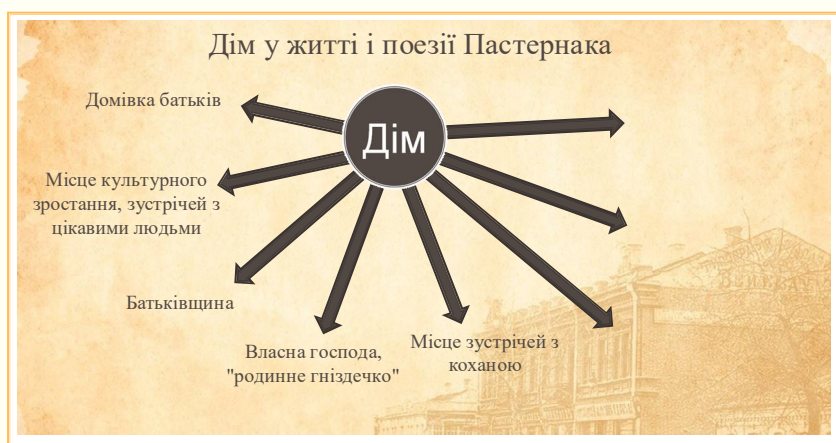 Дім у житті і поезії Пастернака
Домівка батьків
Дім
Місце культурного
зростання, зустрічей з
цікавими людьми
Батьківщина
Власна господа,
"родинне гніздечко"
Місце зустрічей з
коханою